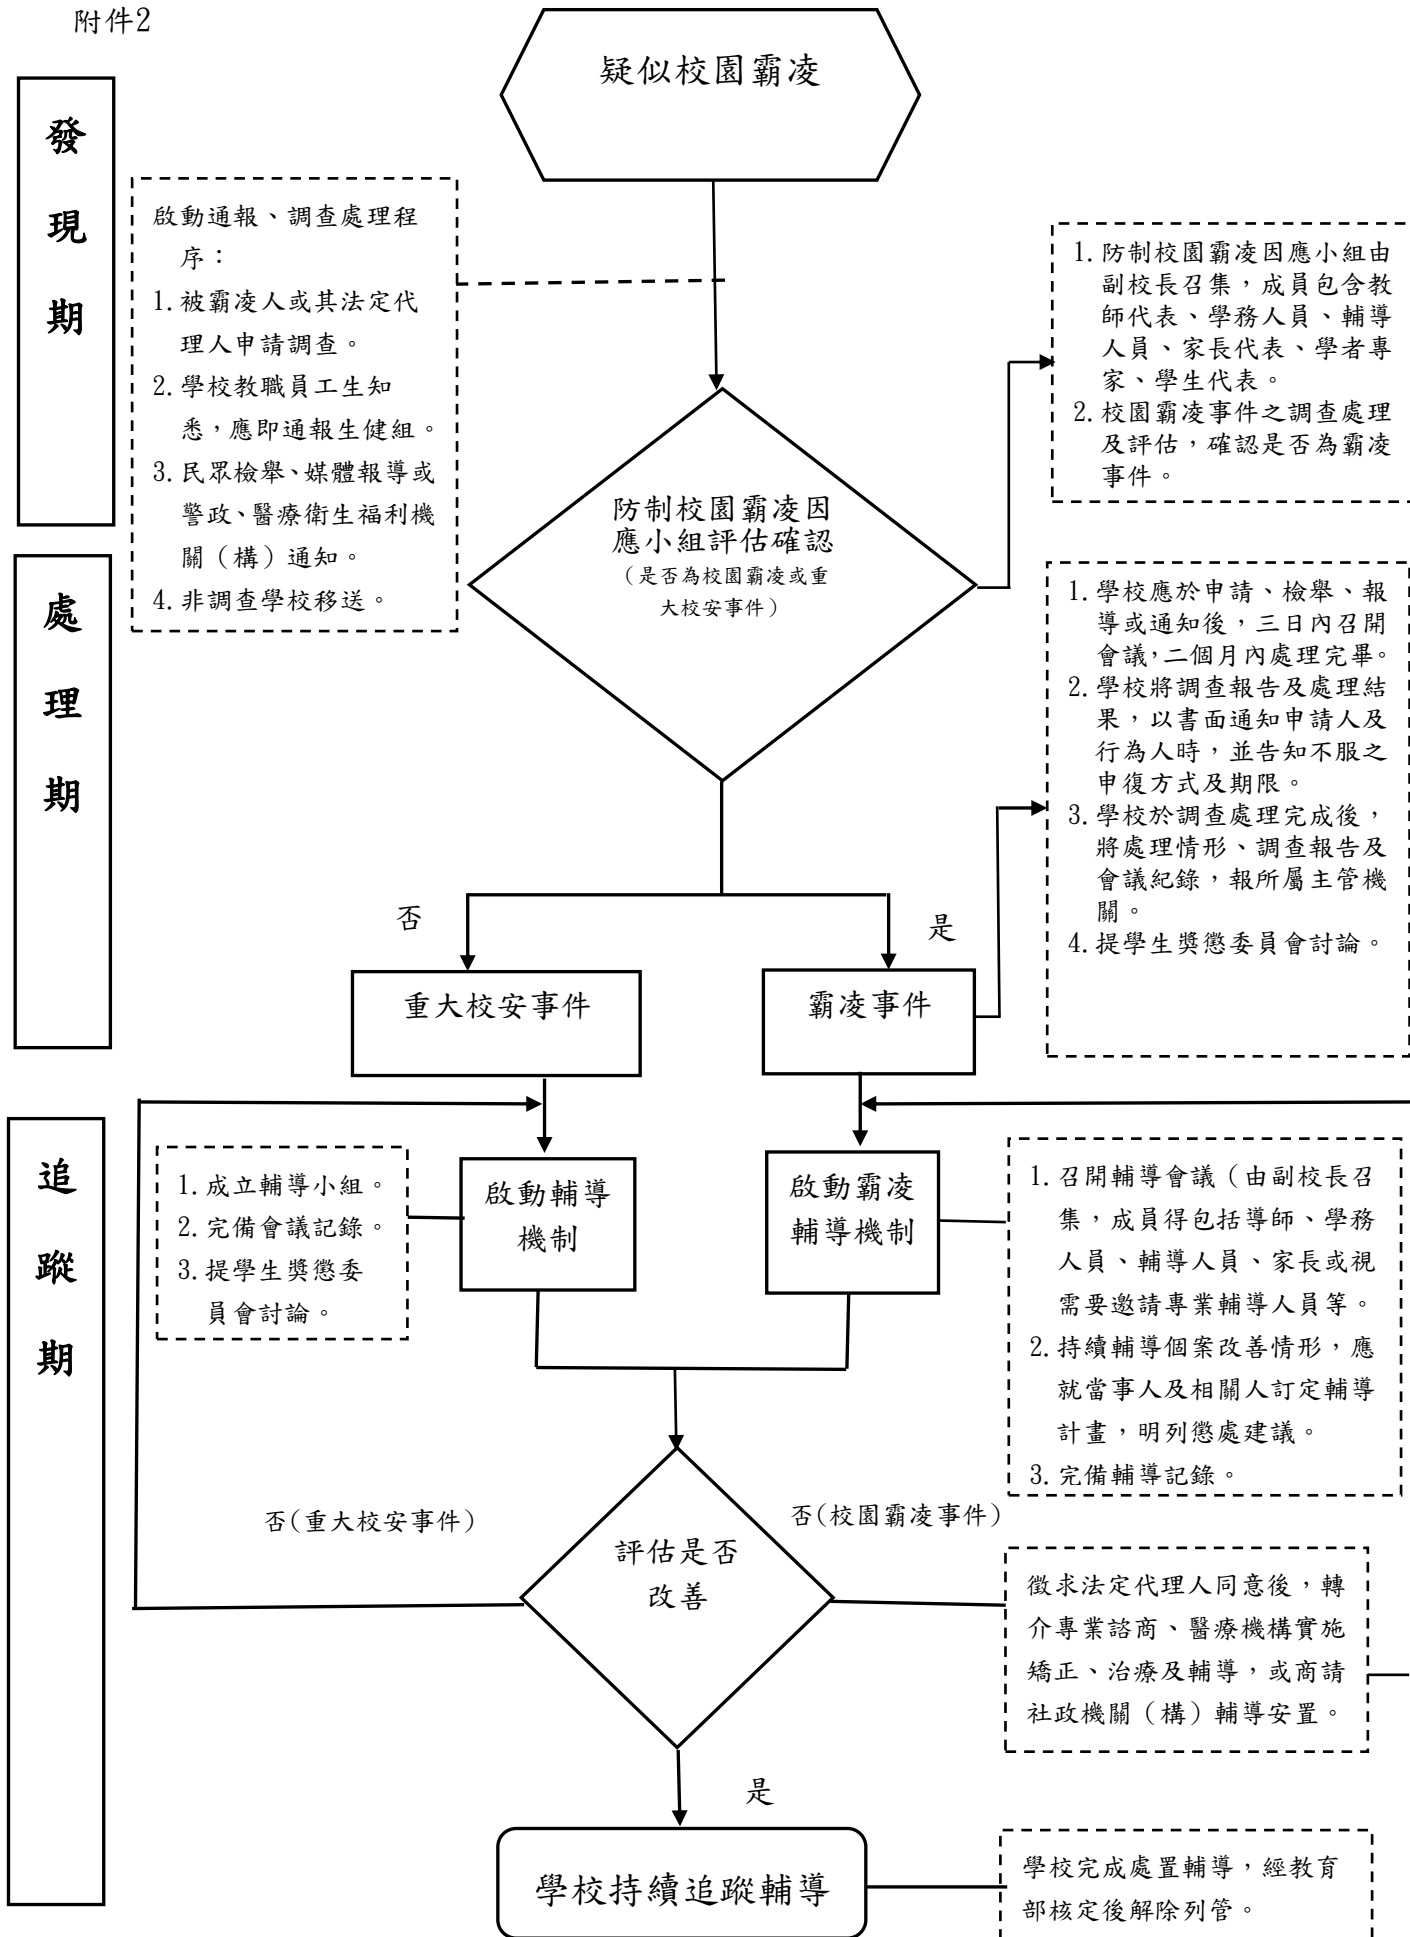 附件2
疑似校園霸凌
發
現
期
啟動通報、調查處理程
序：
1.被霸凌人或其法定代
理人申請調查。
2.學校教職員工生知
悉，應即通報生健組。
3.民眾檢舉、媒體報導或
警政、醫療衛生福利機
關（構）通知。
4.非調查學校移送。
1.防制校園霸凌因應小組由
副校長召集，成員包含教
師代表、學務人員、輔導
人員、家長代表、學者專
家、學生代表。
2.校園霸凌事件之調查處理
及評估，確認是否為霸凌
事件。
防制校園霸凌因
應小組評估確認
（是否為校園霸凌或重
大校安事件）
處
理
期
1.學校應於申請、檢舉、報
導或通知後，三日內召開
會議，二個月內處理完畢。
2.學校將調查報告及處理結
果，以書面通知申請人及
行為人時，並告知不服之
申復方式及期限。
3.學校於調查處理完成後，
將處理情形、調查報告及
會議紀錄，報所屬主管機
關。
4.提學生獎懲委員會討論。
否
是
重大校安事件
霸凌事件
追
蹤
期
1.成立輔導小組。
2.完備會議記錄。
3.提學生獎懲委
員會討論。
啟動輔導
機制
啟動霸凌
輔導機制
1.召開輔導會議（由副校長召
集，成員得包括導師、學務
人員、輔導人員、家長或視
需要邀請專業輔導人員等。
2.持續輔導個案改善情形，應
就當事人及相關人訂定輔導
計畫，明列懲處建議。
3.完備輔導記錄。
否(重大校安事件)
否(校園霸凌事件)
評估是否
改善
徵求法定代理人同意後，轉
介專業諮商、醫療機構實施
矯正、治療及輔導，或商請
社政機關（構）輔導安置。
是
學校持續追蹤輔導
學校完成處置輔導，經教育
部核定後解除列管。